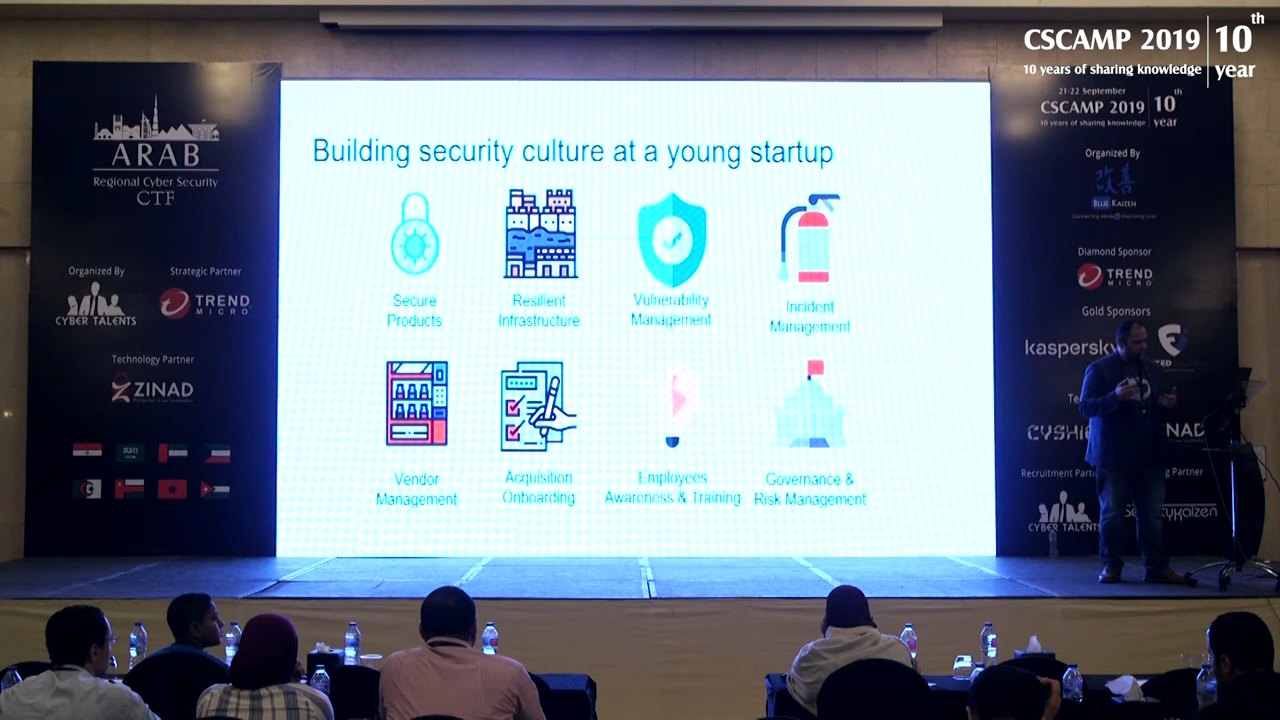 CSCAMP 2019
10 years of sharing knowledge
10th
year
ARAB
Regional Cyber Security
CTF
Organized By
CYBER TALENTS
Strategic Partner
TREND
MICRO
Technology Partner
ZINAD
Building security culture at a young startup
Secure
Products
Resilient
Infrastructure
Vulnerability
Management
Incident
Management
Vendor
Management
Acquisition
Onboarding
Employees
Awareness & Training
Governance &
Risk Management
21-22 September
CSCAMP 2019
10 years of sharing knowledge
10th
year
Organized By
改善
BLUE KAIZEN
Diamond Sponsor
TREND
MICRO
Gold Sponsors
kaspersky
Recruitment
Partner
CYBER TALENTS